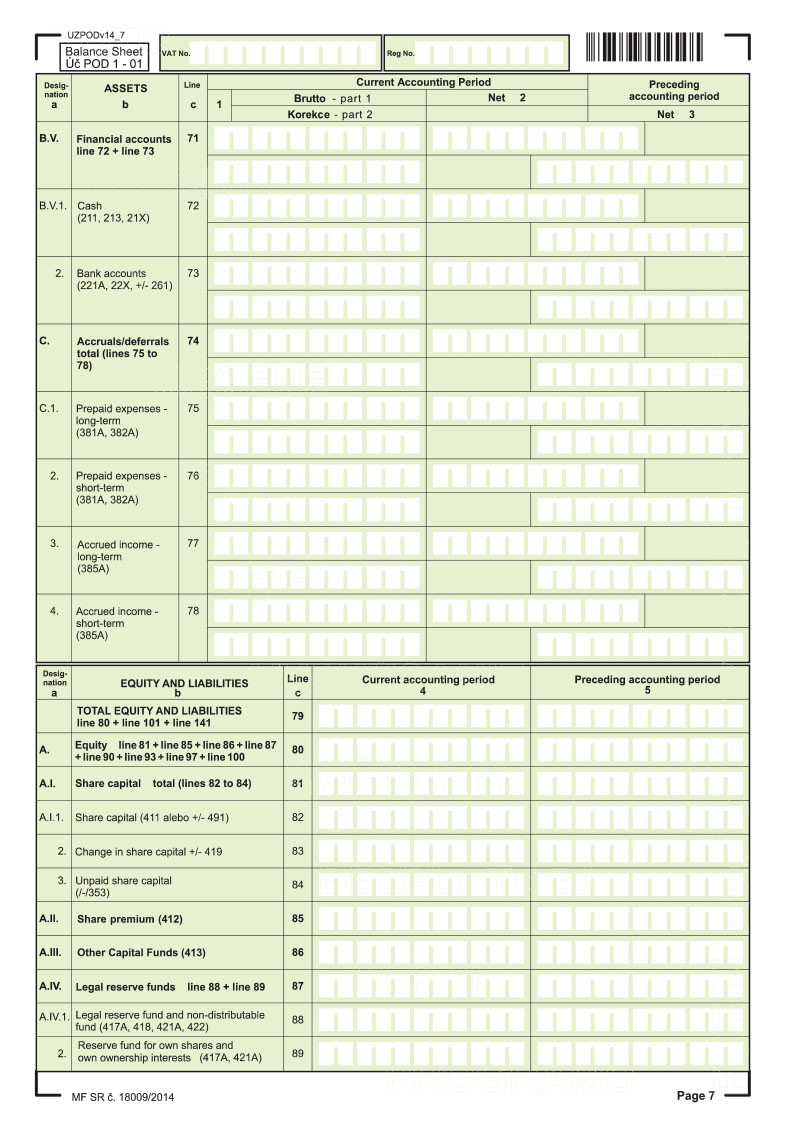 UZPODv14_7
Balance Sheet
Úč POD 1 - 01
VAT No.
Reg No.
Desig-
nation
a
ASSETS
b
Line
c
Current Accounting Period
1
Brutto - part 1
Korekce - part 2
Net 2
Preceding
accounting period
Net 3
B.V. Financial accounts 71
line 72 + line 73
B.V.1. Cash 72
(211, 213, 21X)
2. Bank accounts 73
(221A, 22X, +/- 261)
C. Accruals/deferrals 74
total (lines 75 to
78)
C.1. Prepaid expenses - 75
long-term
(381A, 382A)
2. Prepaid expenses - 76
short-term
(381A, 382A)
3. Accrued income - 77
long-term
(385A)
4. Accrued income - 78
short-term
(385A)
Desig-
nation
a
EQUITY AND LIABILITIES
b
Line
c
Current accounting period
4
Preceding accounting period
5
TOTAL EQUITY AND LIABILITIES 79
line 80 + line 101 + line 141
A. Equity line 81 + line 85 + line 86 + line 87 80
+ line 90 + line 93 + line 97 + line 100
A.I. Share capital total (lines 82 to 84) 81
A.I.1. Share capital (411 alebo +/- 491) 82
2. Change in share capital +/- 419 83
3. Unpaid share capital 84
(/-/353)
A.II. Share premium (412) 85
A.III. Other Capital Funds (413) 86
A.IV. Legal reserve funds line 88 + line 89 87
A.IV.1. Legal reserve fund and non-distributable 88
fund (417A, 418, 421A, 422)
2. Reserve fund for own shares and 89
own ownership interests (417A, 421A)
MF SR č. 18009/2014
Page 7